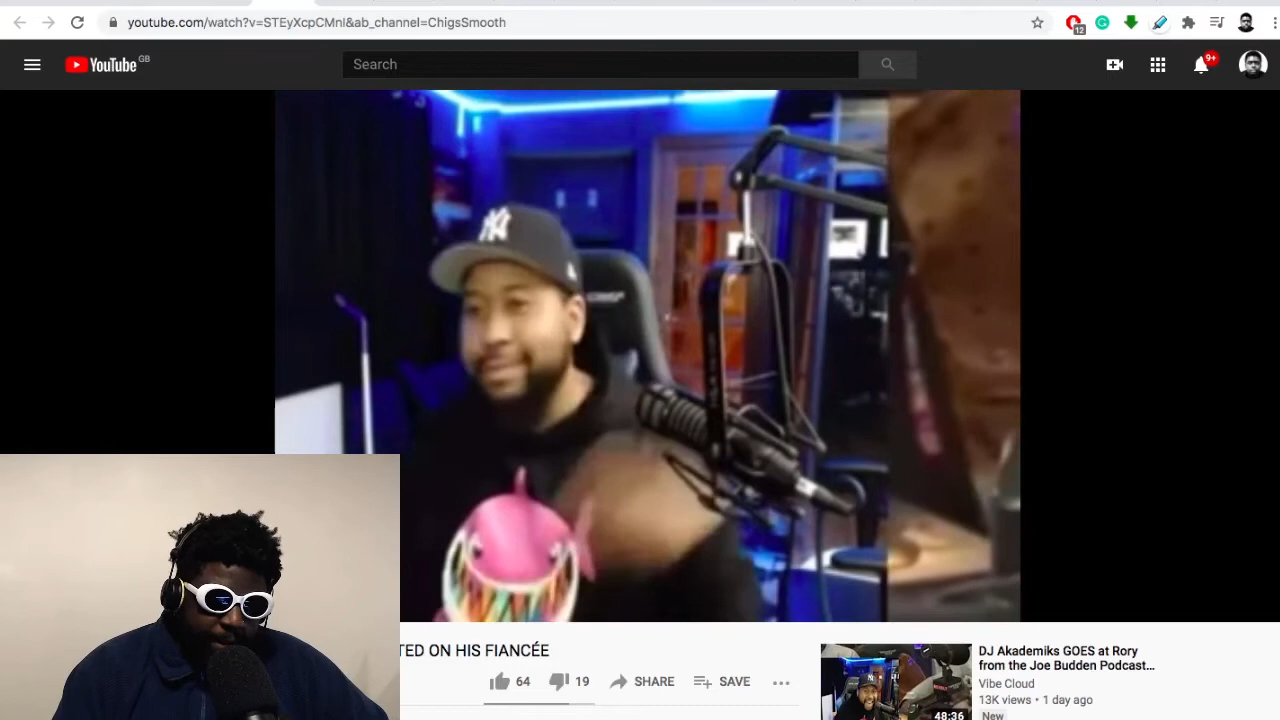 youtube.com/watch?v=STEyXcpCMnI&ab_channel=ChigsSmooth
12
YouTube GB
Search
9+
NY
TED ON HIS FIANCÉE
64
19
SHARE
SAVE
DJ Akademiks GOES at Rory
from the Joe Budden Podcast...
Vibe Cloud
13K views • 1 day ago
New
48:36